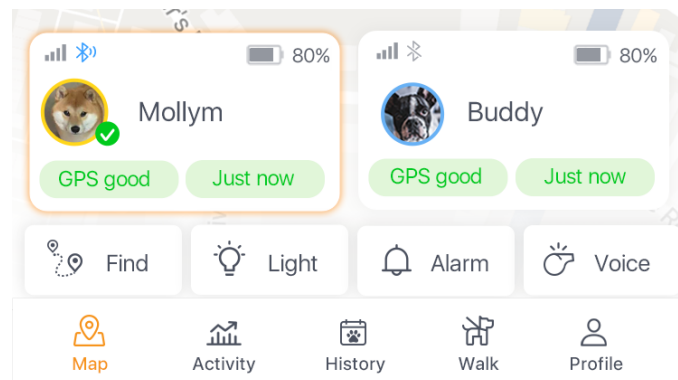 80%
80%
Mollym
Buddy
GPS good
Just now
GPS good
Just now
Find
Light
Alarm
Voice
Map
Activity
History
Walk
Profile